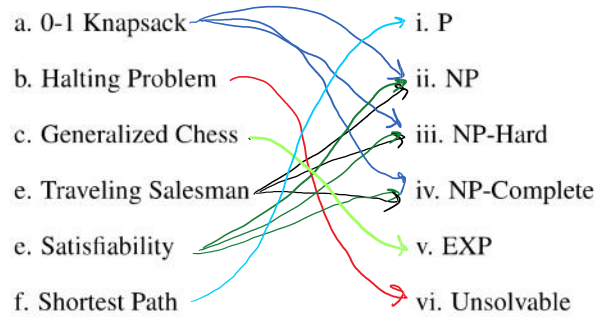 a. 0-1 Knapsack
i. P
b. Halting Problem
ii. NP
c. Generalized Chess
iii. NP-Hard
e. Traveling Salesman
iv. NP-Complete
e. Satisfiability
v. EXP
f. Shortest Path
vi. Unsolvable